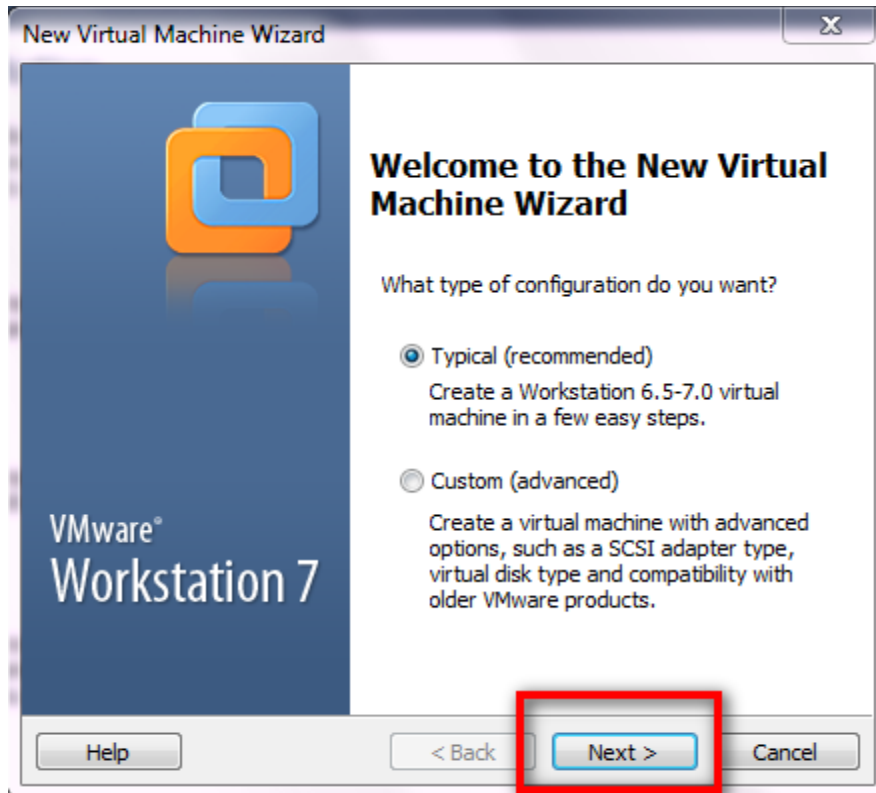 New Virtual Machine Wizard
Welcome to the New Virtual
Machine Wizard
What type of configuration do you want?
Typical (recommended)
Create a Workstation 6.5-7.0 virtual
machine in a few easy steps.
Custom (advanced)
Create a virtual machine with advanced
options, such as a SCSI adapter type,
virtual disk type and compatibility with
older VMware products.
VMware®
Workstation 7
Help
< Back
Next >
Cancel